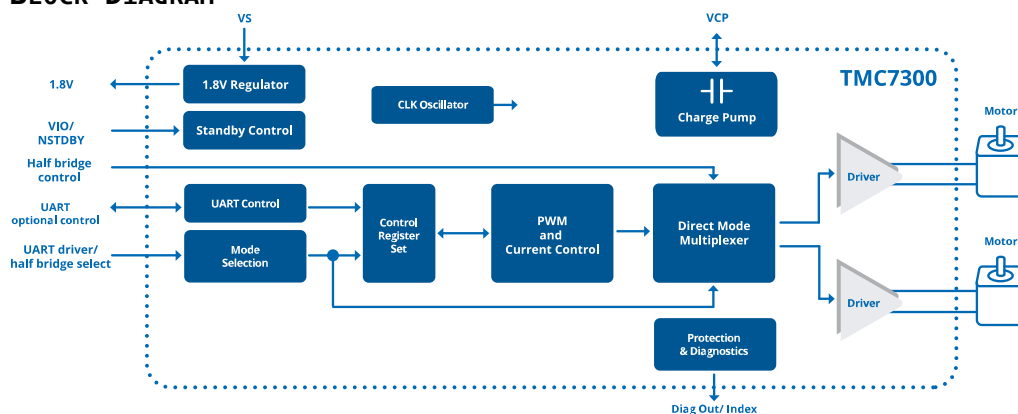 BLOCK DIAGRAM
VS
VCP
TMC7300
1.8V
1.8V Regulator
CLK Oscillator
Charge Pump
VIO/
NSTDBY
Standby Control
Motor
Half bridge
control
Driver
UART
optional control
UART Control
Control
Register
Set
PWM
and
Current Control
Direct Mode
Multiplexer
UART driver/
half bridge select
Mode
Selection
Motor
Driver
Protection
& Diagnostics
Diag Out/ Index